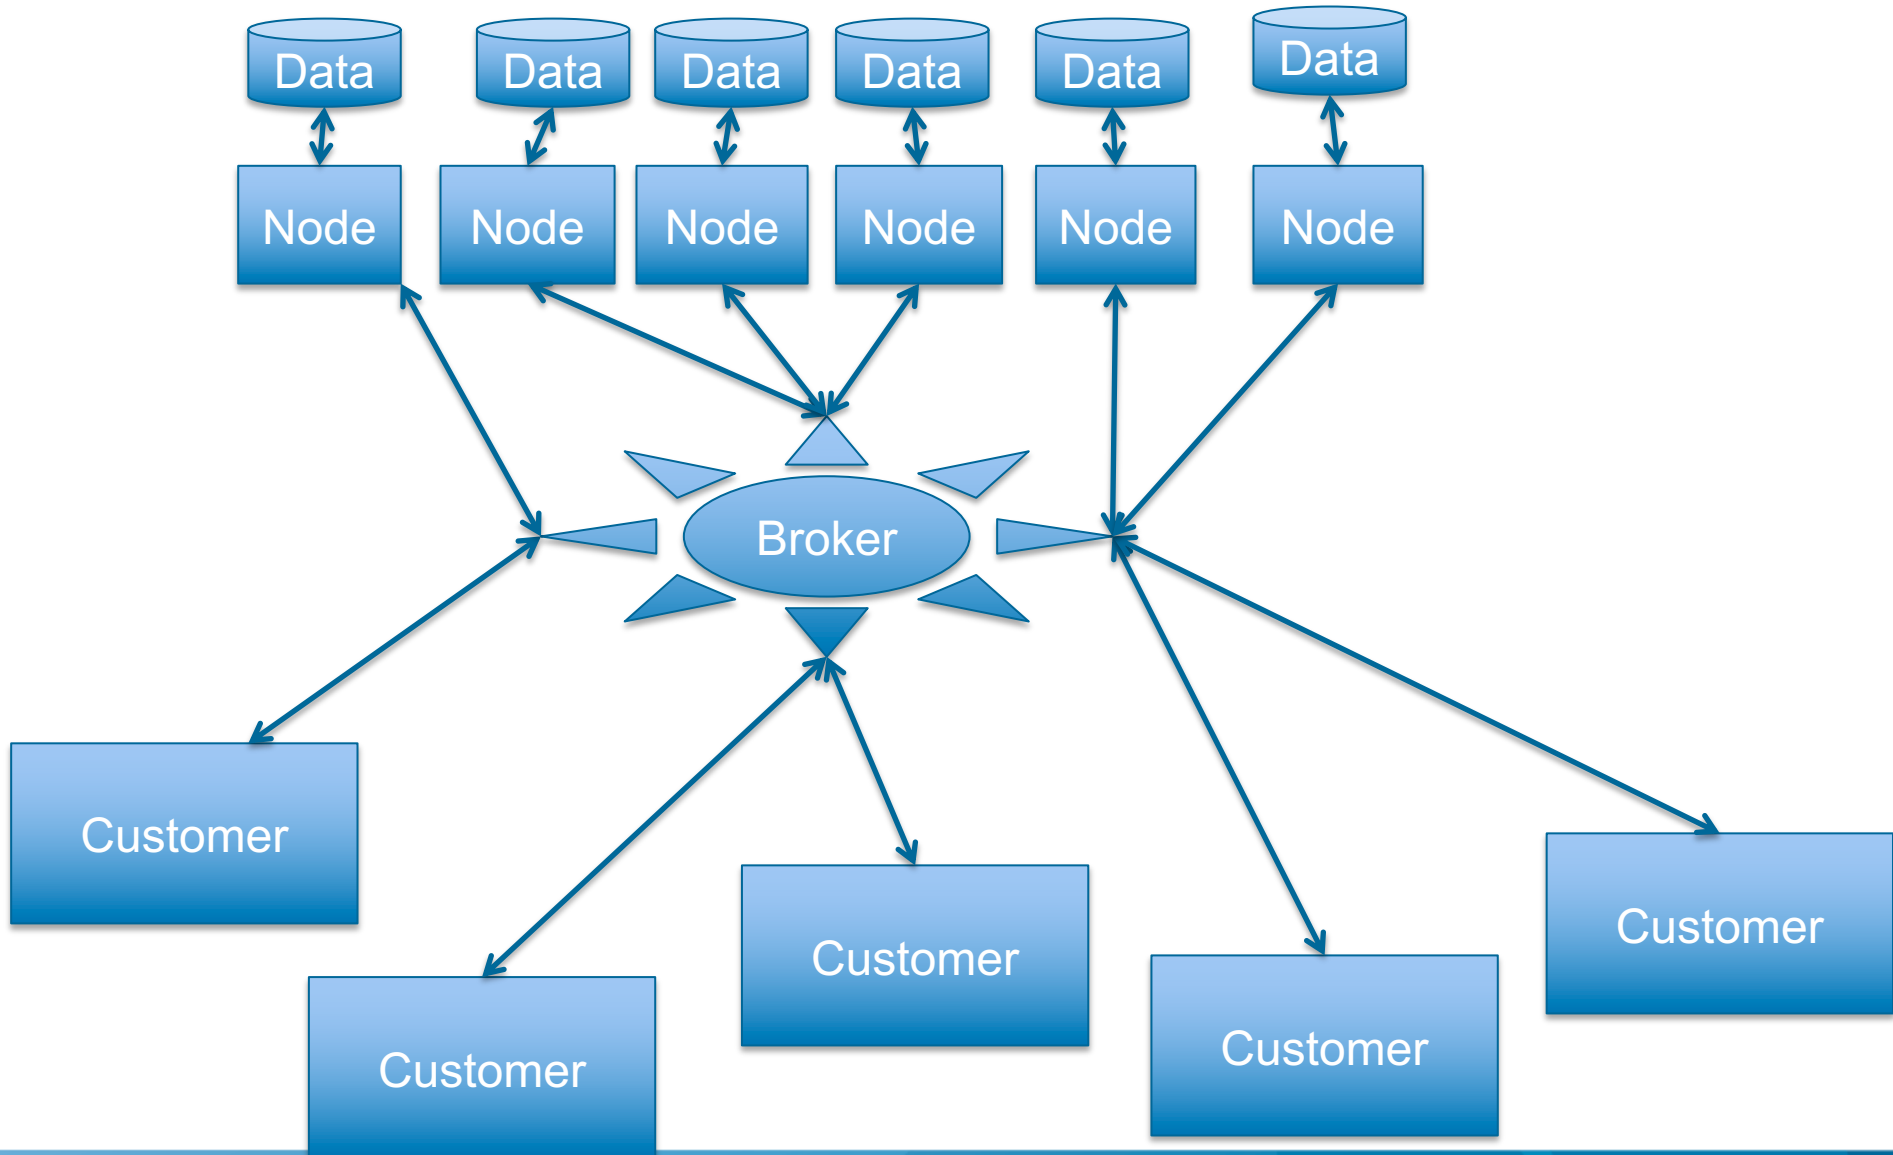 Data
Data
Data
Data
Data
Data
Node
Node
Node
Node
Node
Node
Broker
Customer
Customer
Customer
Customer
Customer